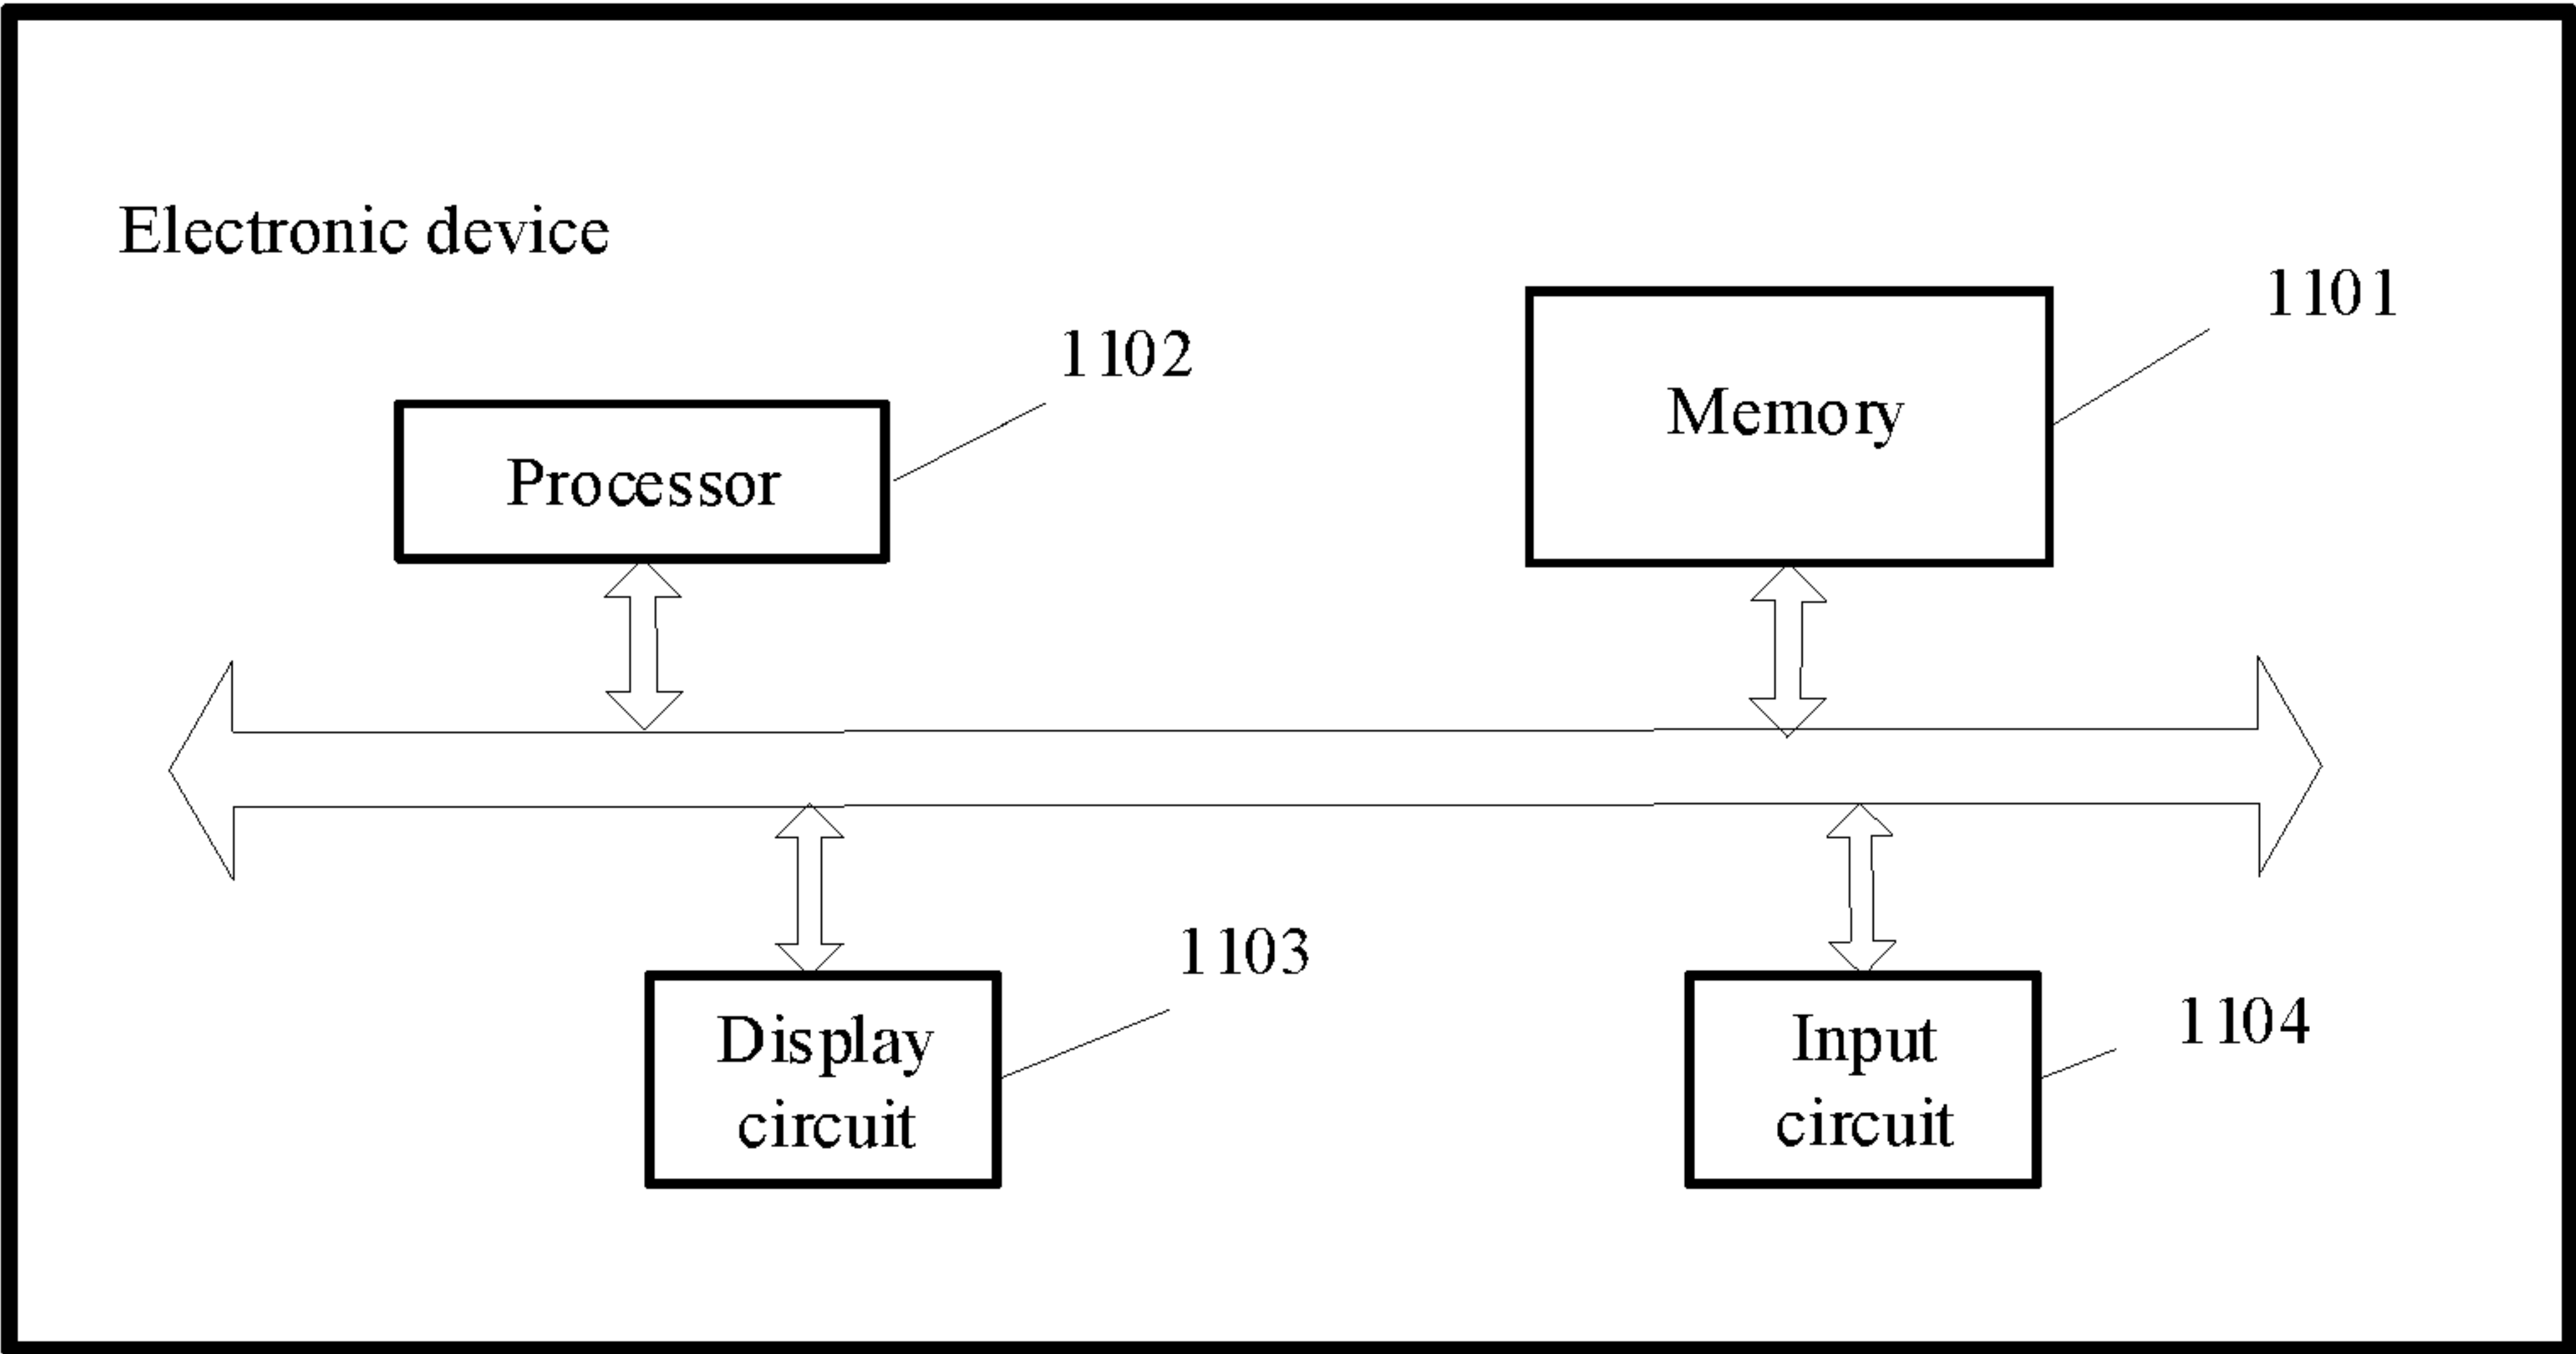 Electronic device
1101
1102
Memory
Processor
1103
Display
circuit
1104
Input
circuit